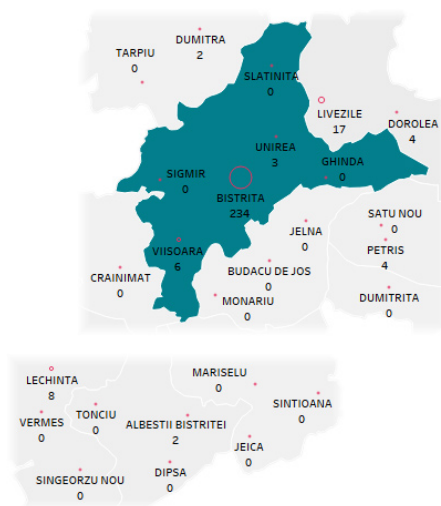 DUMITRA
2
TARPIU
0
SLATINITA
0
LIVEZILE
17
DOROLEA
4
UNIREA
3
GHINDA
0
SIGMIR
0
BISTRITA
234
SATU NOU
0
JELNA
0
PETRIS
4
VIISOARA
6
BUDACU DE JOS
0
CRAINIMAT
0
MONARIU
0
DUMITRITA
0
MARISELU
0
LECHINTA
8
SINTIOANA
0
TONCIU
0
VERMES
0
ALBESTII BISTRITEI
2
JEICA
0
DIPSA
0
SINGEORZU NOU
0